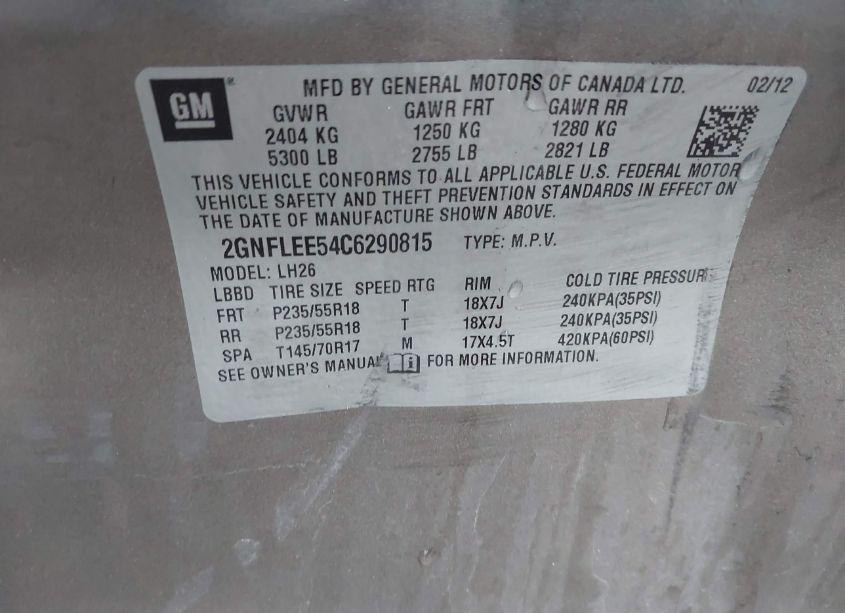 GM® MFD BY GENERAL MOTORS OF CANADA LTD. 02/12
GVWR GAWR FRT GAWR RR
2404 KG 1250 KG 1280 KG
5300 LB 2755 LB 2821 LB
THIS VEHICLE CONFORMS TO ALL APPLICABLE U.S. FEDERAL MOTOR
VEHICLE SAFETY AND THEFT PREVENTION STANDARDS IN EFFECT ON
THE DATE OF MANUFACTURE SHOWN ABOVE.
2GNFLEE54C6290815 TYPE: M.P.V.
MODEL: LH26
LBBD TIRE SIZE SPEED RTG RIM COLD TIRE PRESSURE
FRT P235/55R18 T 18X7J 240KPA(35PSI)
RR P235/55R18 T 18X7J 240KPA(35PSI)
SPA T145/70R17 M 17X4.5T 420KPA(60PSI)
SEE OWNER'S MANUAL FOR MORE INFORMATION.